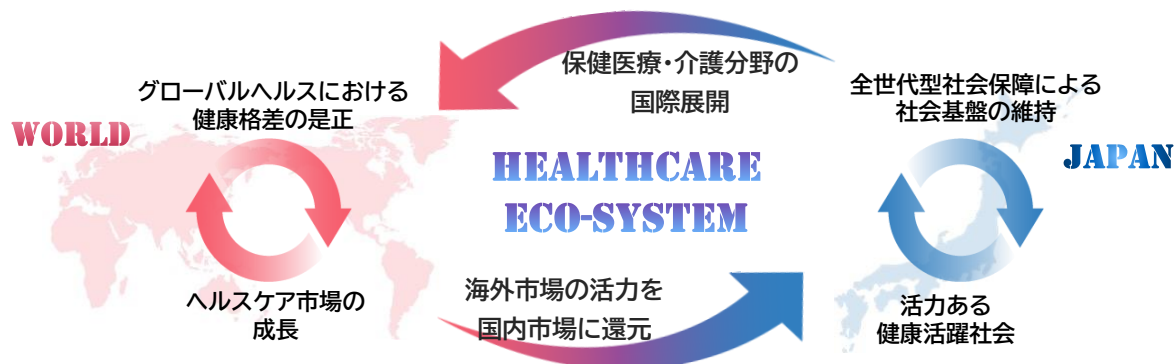 保健医療・介護分野の
国際展開
グローバルヘルスにおける
健康格差の是正
全世代型社会保障による
社会基盤の維持
WORLD
JAPAN
HEALTHCARE
ECO-SYSTEM
ヘルスケア市場の
成長
海外市場の活力を
国内市場に還元
活力ある
健康活躍社会